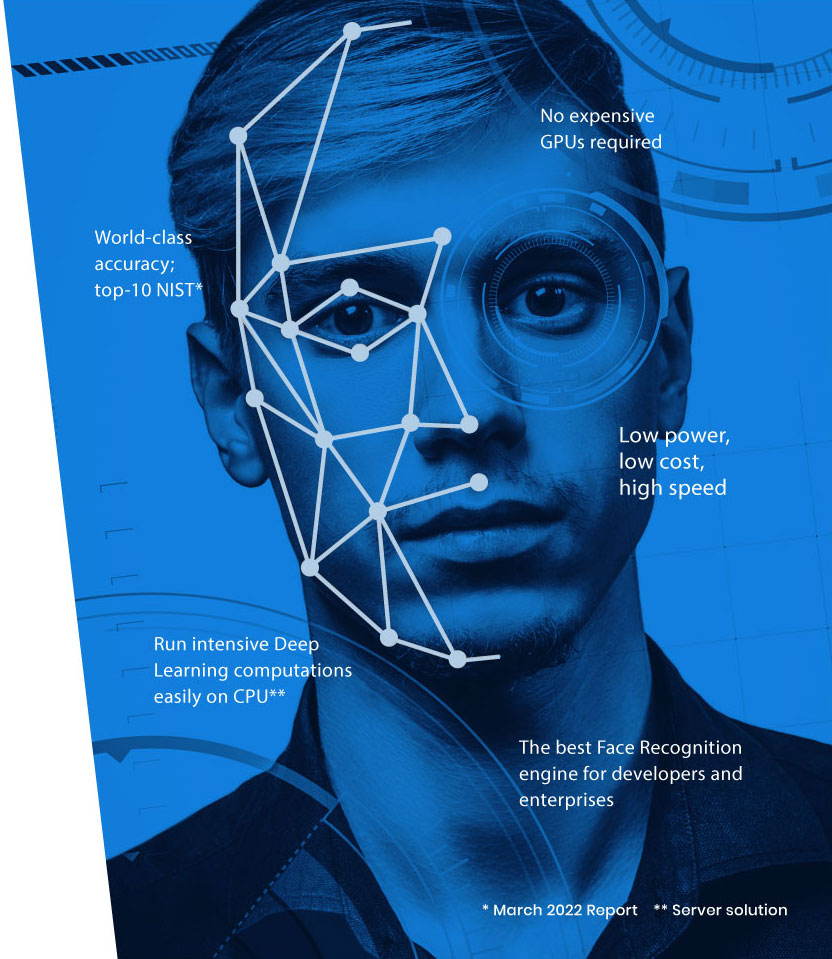 No expensive
GPUs required
World-class
accuracy;
top-10 NIST*
Low power,
low cost,
high speed
Run intensive Deep
Learning computations
easily on CPU**
The best Face Recognition
engine for developers and
enterprises
* March 2022 Report ** Server solution